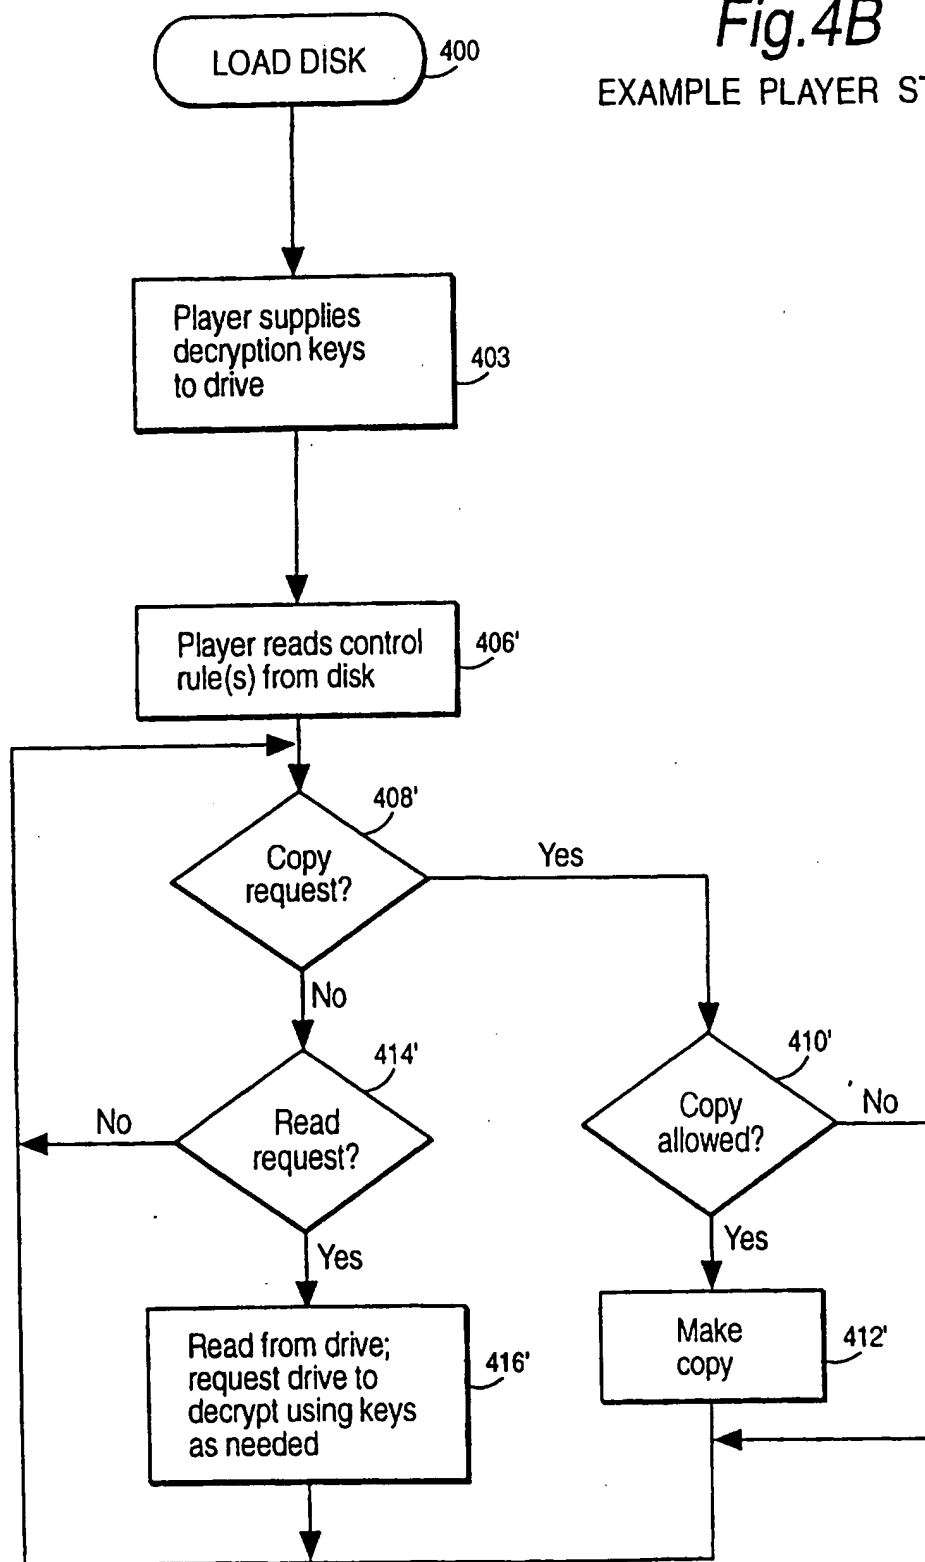 Fig.4B
EXAMPLE PLAYER
LOAD DISK
400
Player supplies
decryption keys
to drive
403
Player reads control
rule(s) from disk
406'
408'
Copy
request?
Yes
No
414'
Read
request?
No
410'
Copy
allowed?
No
Yes
Yes
Read from drive;
request drive to
decrypt using keys
as needed
416'
Make
copy
412'